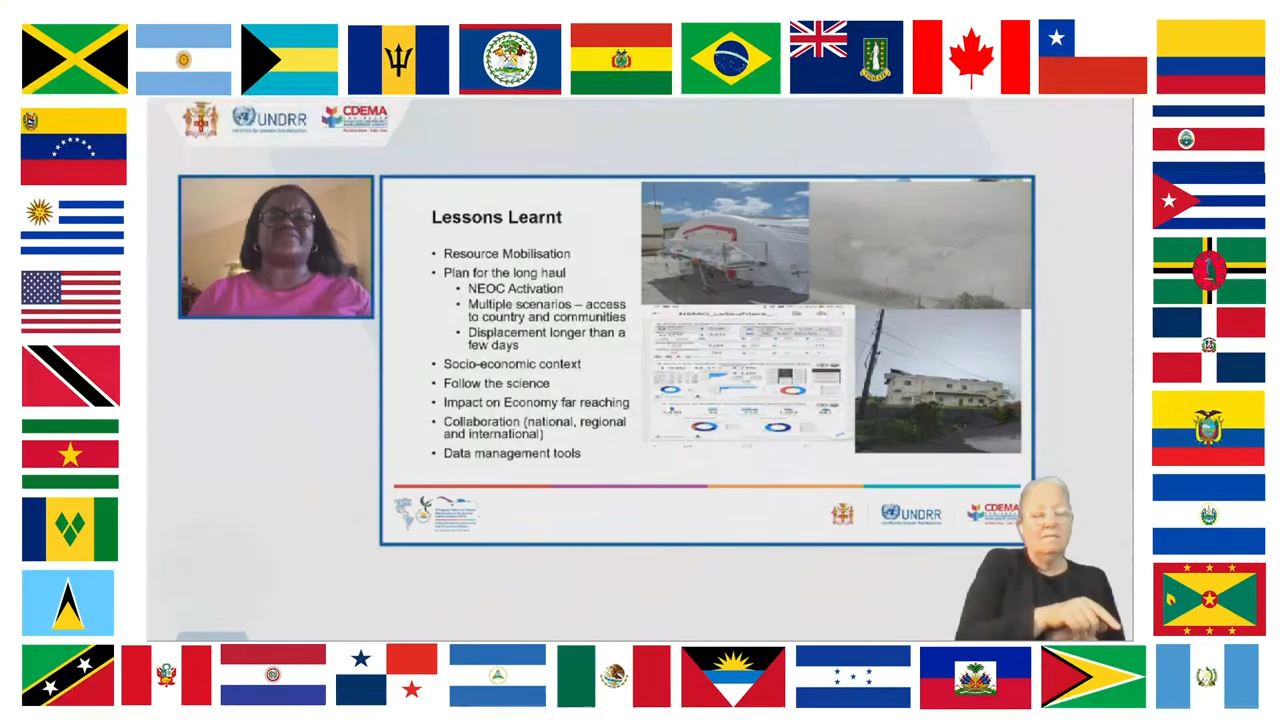 UNDRR
CDEMA
Lessons Learnt
• Resource Mobilisation
• Plan for the long haul
• NEOC Activation
• Multiple scenarios – access
to country and communities
• Displacement longer than a
few days
• Socio-economic context
• Follow the science
• Impact on Economy far reaching
• Collaboration (national, regional
and international)
• Data management tools
UNDRR
CDEMA